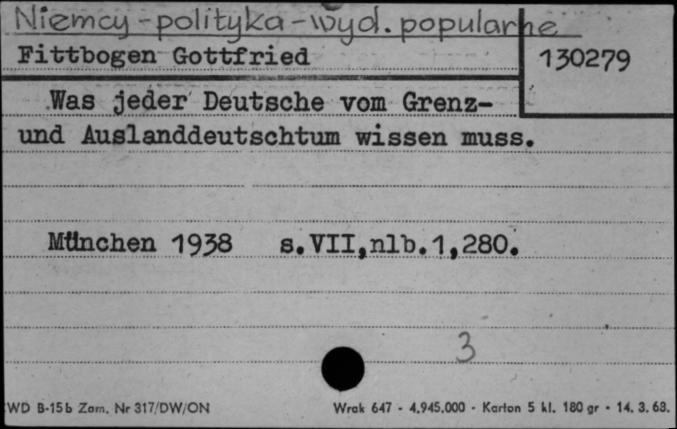 Niemcy-polityka-wyd. popularne
Fittbogen Gottfried
130279
Was jeder Deutsche vom Grenz-
und Auslanddeutschtum wissen muss.
München 1938 s.VII,nlb.1,280.
3
WD B-15b Zam. Nr 317/DW/ON Wrak 647 - 4.945.000 - Karton 5 kl. 180 gr - 14. 3. 68.